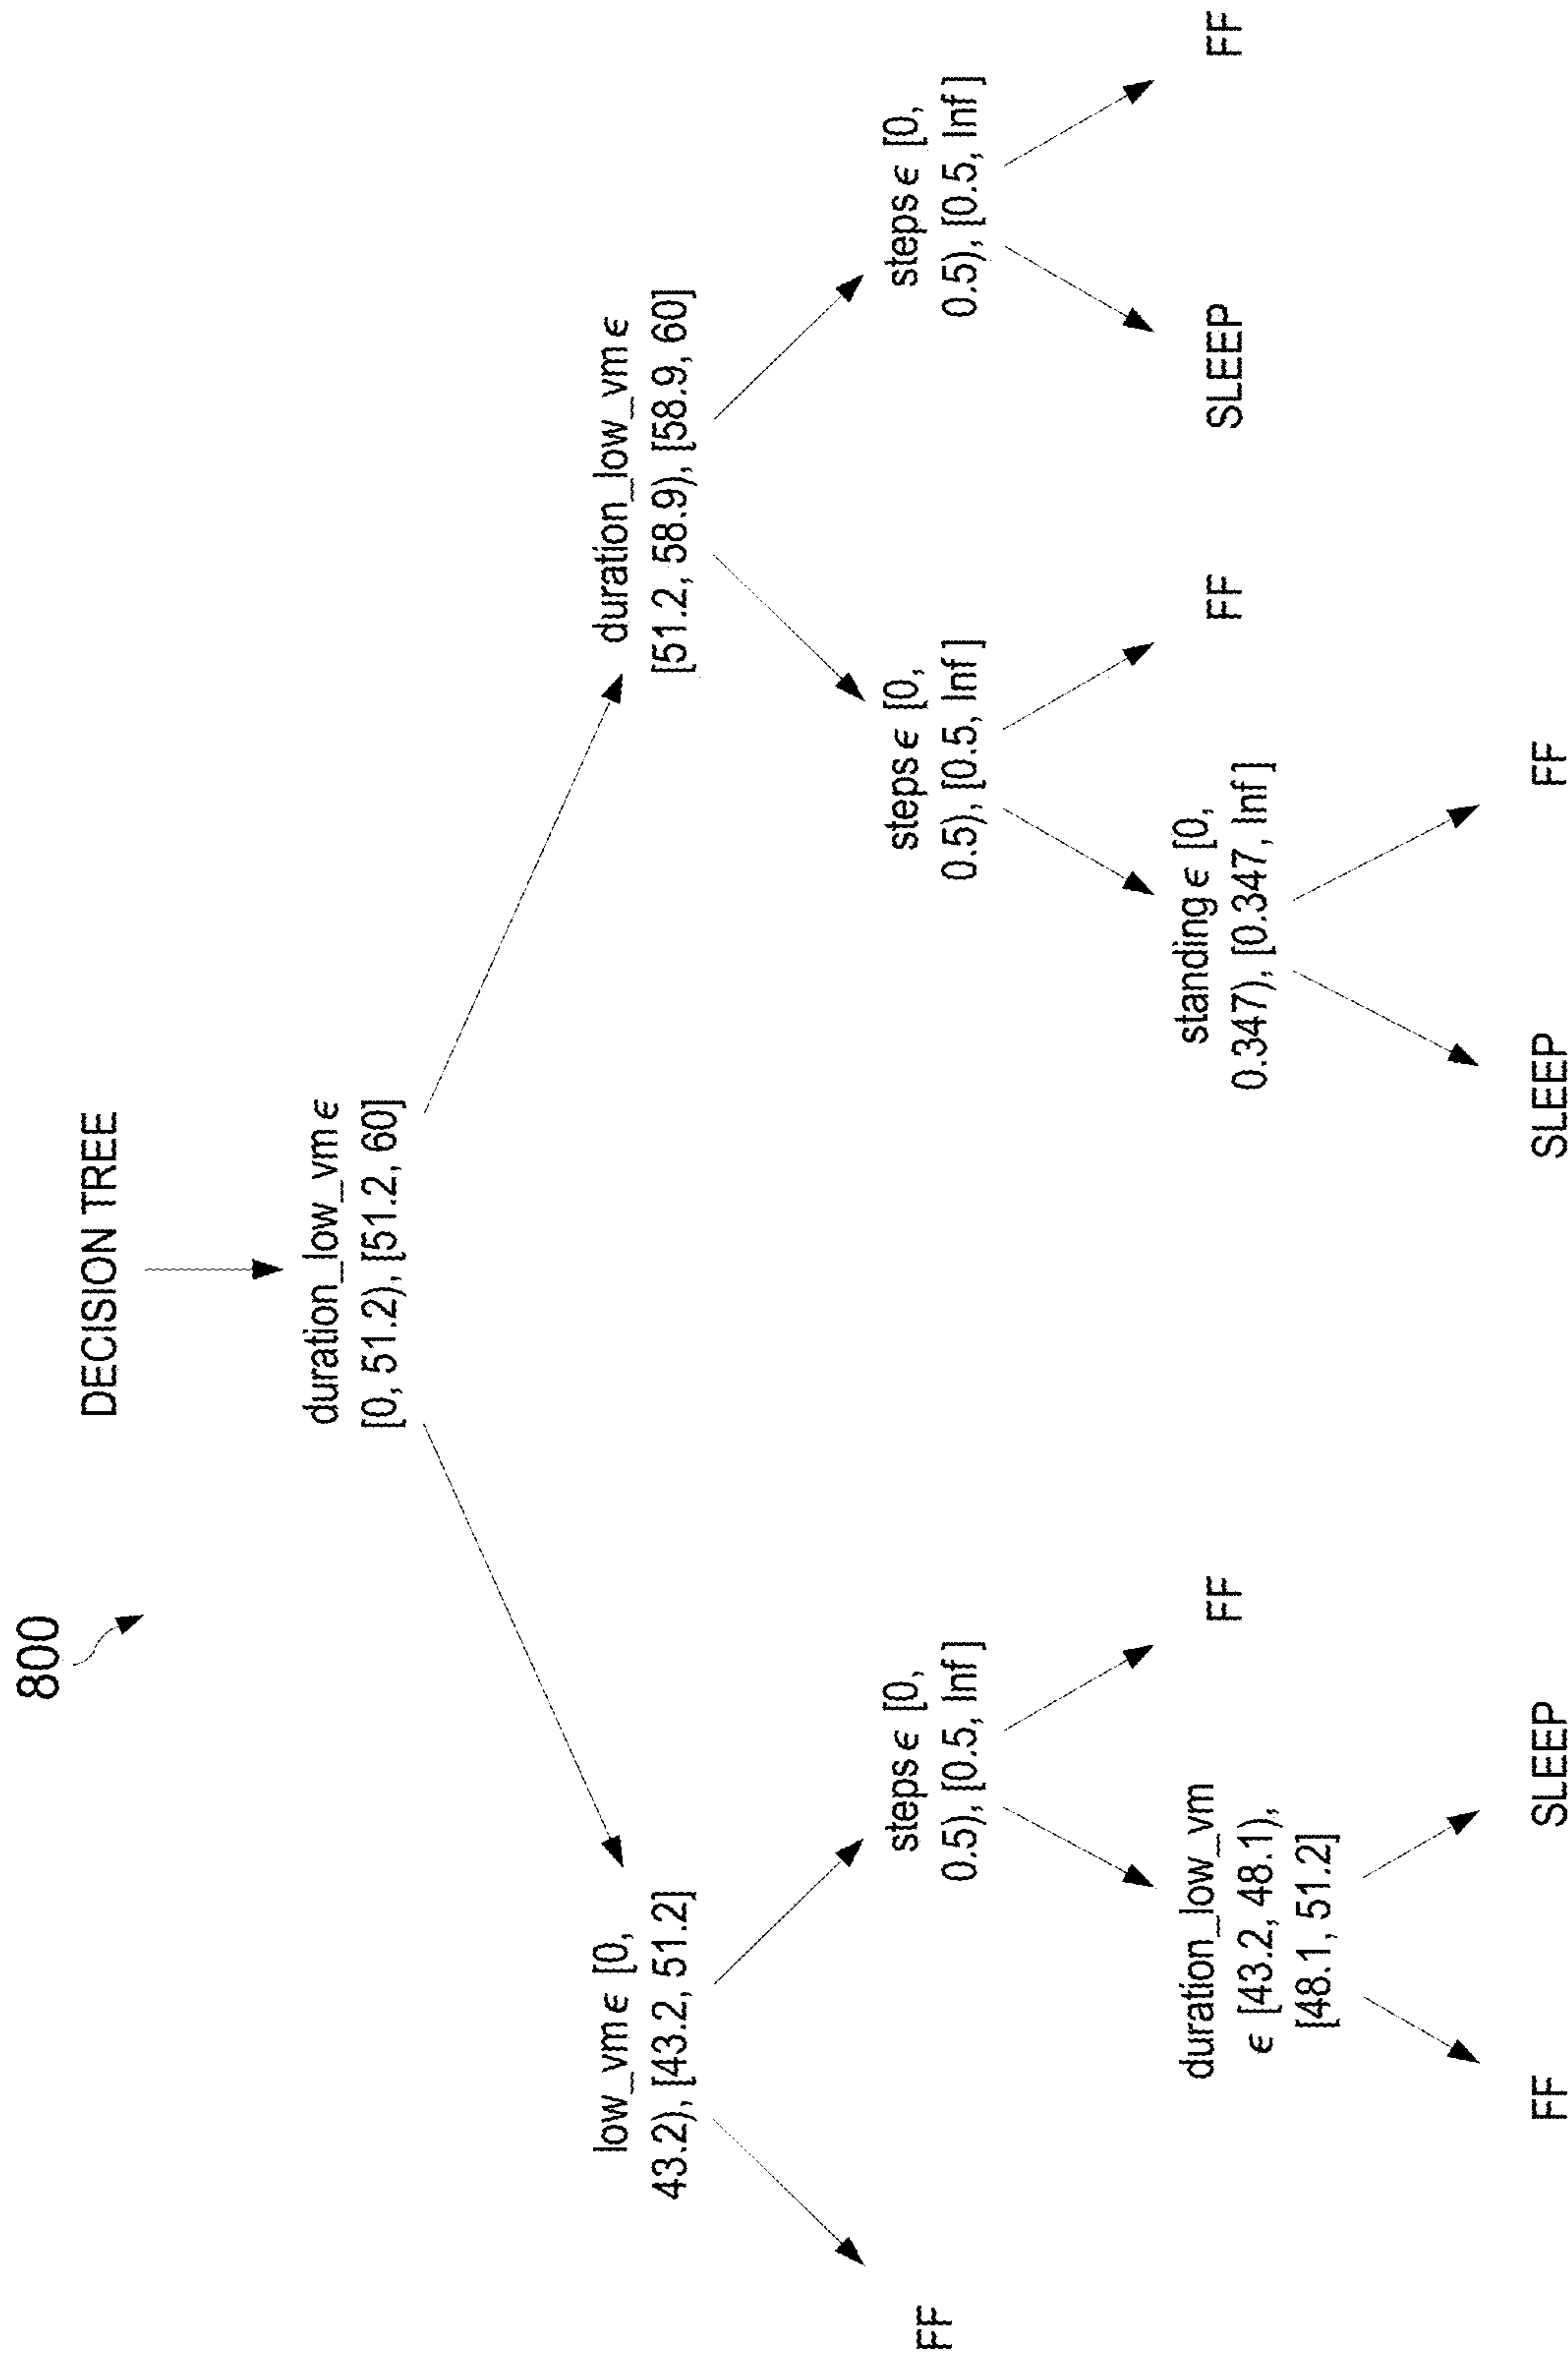 800
DECISION TREE
duration_low_vm ϵ
[0, 51.2), [51.2, 60]
low_vm ϵ [0,
43.2), [43.2, 51.2]
duration_low_vm ϵ
[51.2, 58.9), [58.9, 60]
FF
steps ϵ [0,
0.5), [0.5, Inf ]
steps ϵ [0,
0.5), [0.5, Inf ]
steps ϵ [0,
0.5), [0.5, Inf ]
duration_low_vm
ϵ [43.2, 48.1),
[48.1, 51.2]
FF
standing ϵ [0,
0.347), [0.347, Inf ]
FF
SLEEP
FF
FF
SLEEP
SLEEP
FF